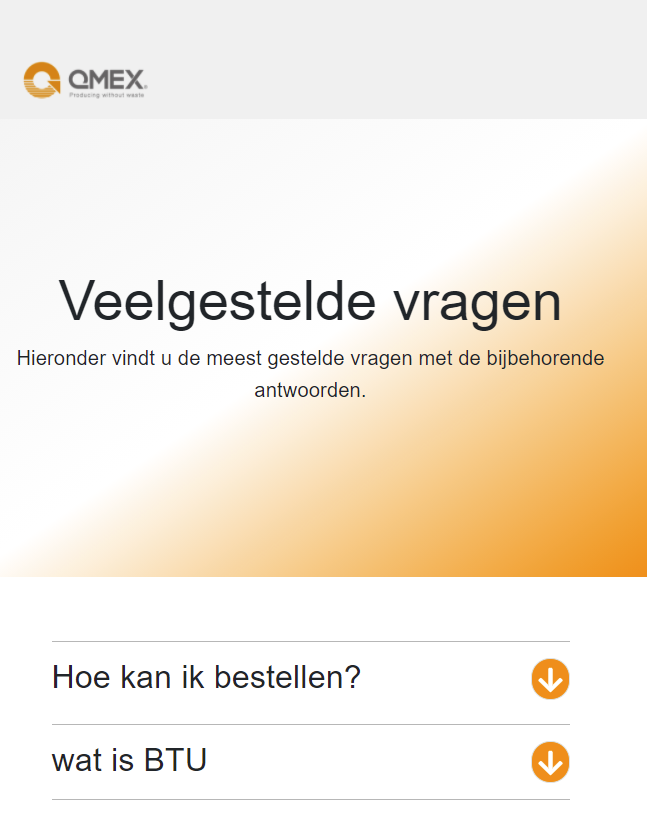 QMEX
Producing without waste
Veelgestelde vragen
Hieronder vindt u de meest gestelde vragen met de bijbehorende
antwoorden.
Hoe kan ik bestellen?
wat is BTU